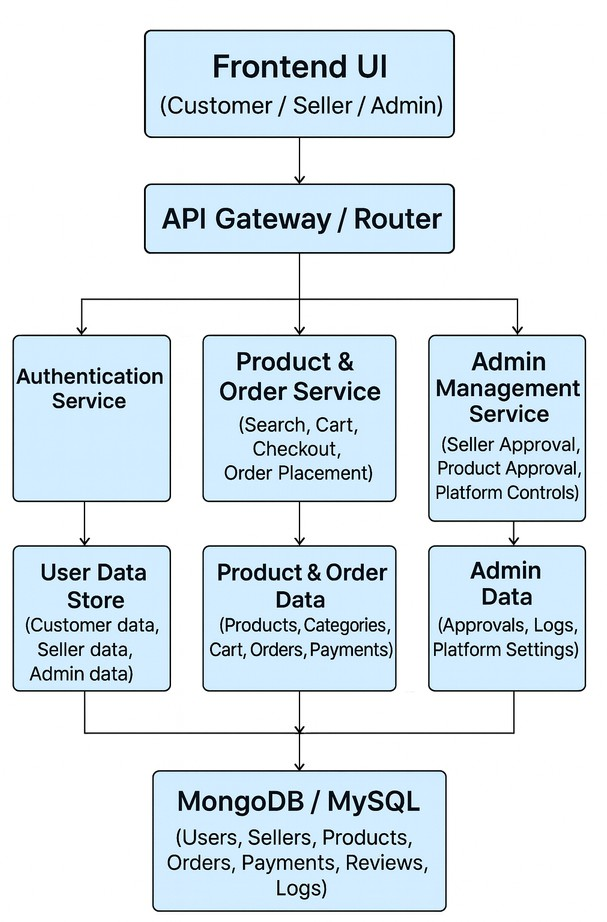 Frontend UI
(Customer / Seller / Admin)
API Gateway / Router
Authentication
Service
Product &
Order Service
(Search, Cart,
Checkout,
Order Placement)
Admin
Management
Service
(Seller Approval,
Product Approval,
Platform Controls)
User Data
Store
(Customer data,
Seller data,
Admin data)
Product & Order
Data
(Products, Categories,
Cart, Orders, Payments)
Admin
Data
(Approvals, Logs,
Platform Settings)
MongoDB / MySQL
(Users, Sellers, Products,
Orders, Payments, Reviews,
Logs)